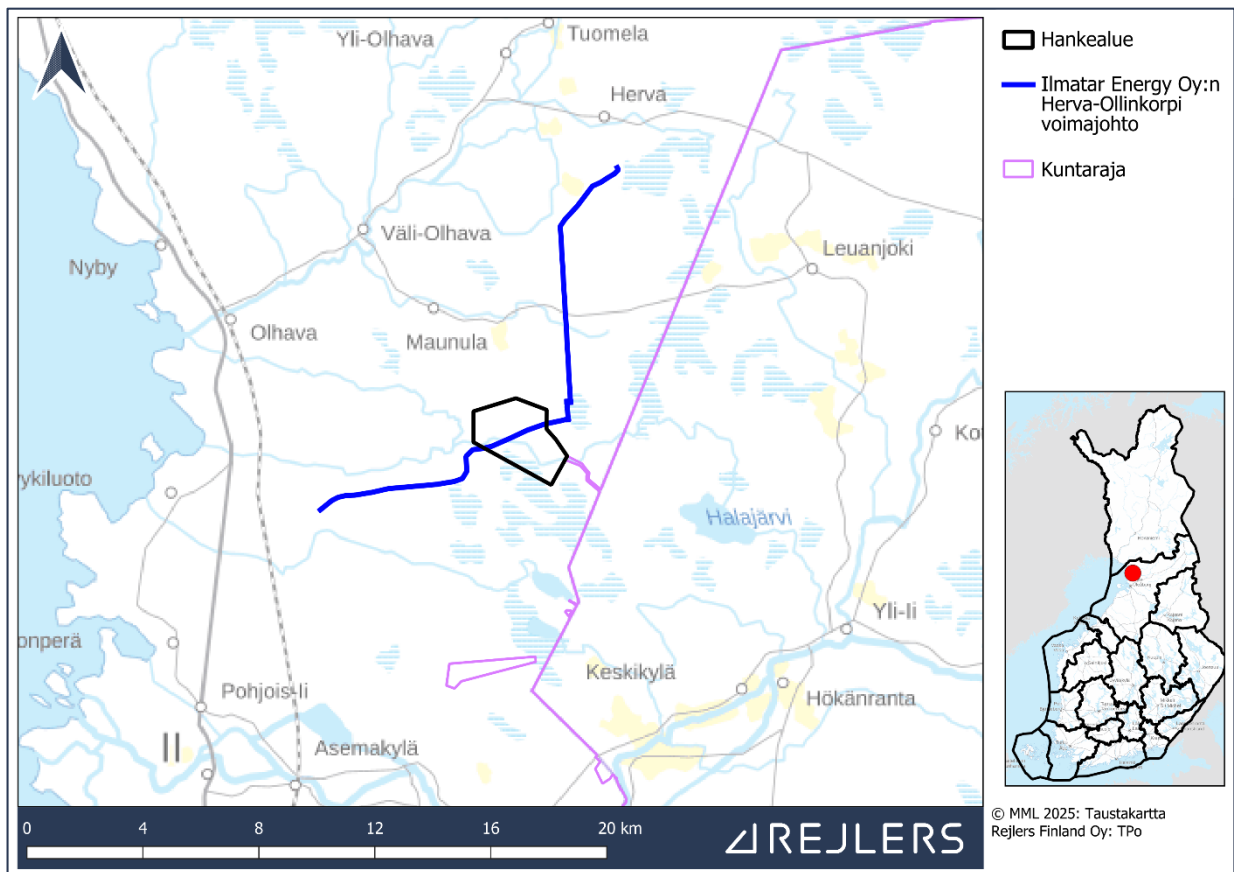 Yli-Olhava
Tuomela
Herva
Väli-Olhava
Leuanjoki
Nyby
Olhava
Maunula
Kot
ykiluoto
Halajärvi
Yli-Ii
onperä
Keskikylä
Pohjois-Ii
Hökänranta
II
Asemakylä
0 4 8 12 16 20 km
REJLERS
Hankealue
Ilmatar Energy Oy:n
Herva-Ollinkorpi
voimajohto
Kuntaraja
© MML 2025: Taustakartta
Rejlers Finland Oy: TPo